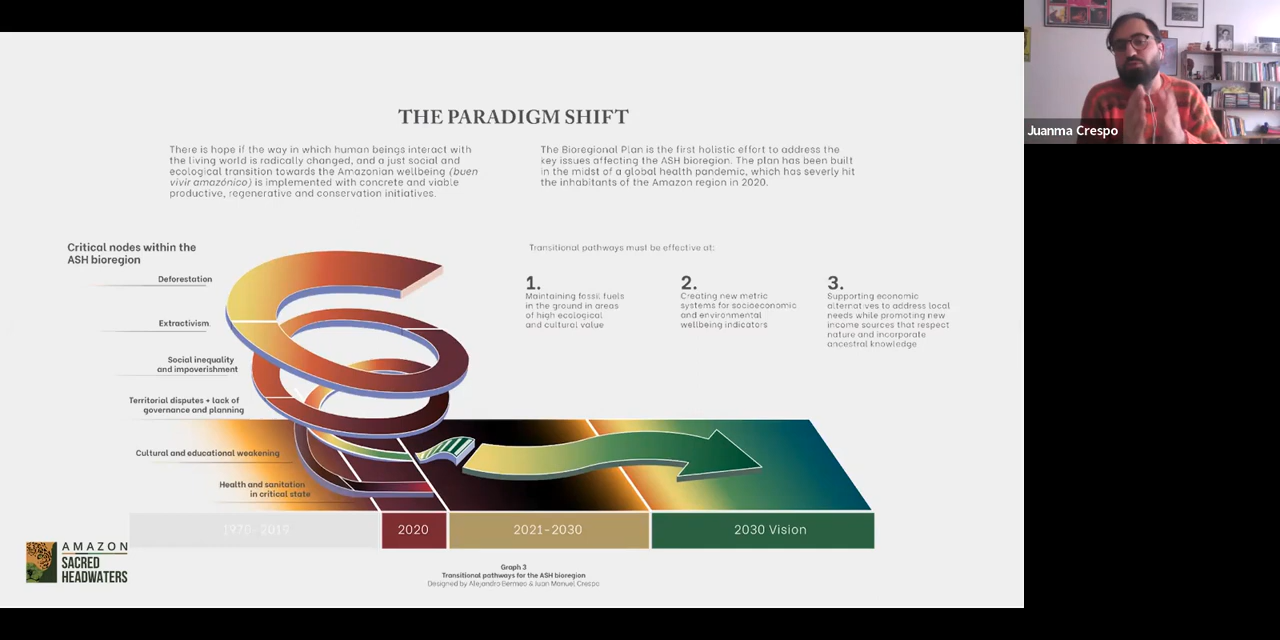 THE PARADIGM SHIFT
There is hope if the way in which human beings interact with
the living world is radically changed, and a just social and
ecological transition towards the Amazonian wellbeing (buen
vivir amazónico) is implemented with concrete and viable
productive, regenerative and conservation initiatives.
The Bioregional Plan is the first holistic effort to address the
key issues affecting the ASH bioregion. The plan has been built
in the midst of a global health pandemic, which has severly hit
the inhabitants of the Amazon region in 2020.
Critical nodes within the
ASH bioregion
Deforestation
Extractivism.
Social inequality
and impoverishment
Territorial disputes + lack of
governance and planning
Cultural and educational weakening
Health and sanitation
in critical state
Transitional pathways must be effective at:
1.
Maintaining fossil fuels
in the ground in areas
of high ecological
and cultural value
2.
Creating new metric
systems for socioeconomic
and environmental
wellbeing indicators
3.
Supporting economic
alternatives to address local
needs while promoting new
income sources that respect
nature and incorporate
ancestral knowledge
1970-2019
2020
2021-2030
2030 Vision
AMAZON
SACRED
HEADWATERS
Graph 3
Transitional pathways for the ASH bioregion
Designed by Alejandro Bermeo & Juan Manuel Crespo
Juanma Crespo